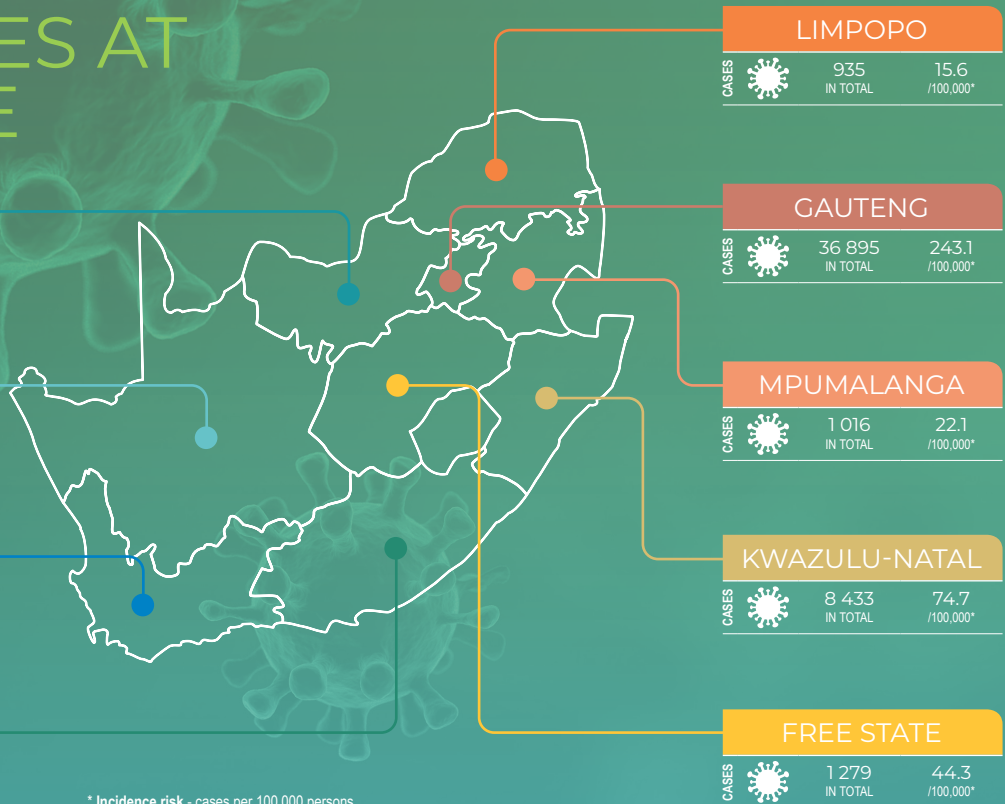 ES AT
E
LIMPOPO
CASES
935 15.6
IN TOTAL /100,000*
GAUTENG
CASES
36 895 243.1
IN TOTAL /100,000*
MPUMALANGA
CASES
1 016 22.1
IN TOTAL /100,000*
KWAZULU-NATAL
CASES
8 433 74.7
IN TOTAL /100,000*
FREE STATE
CASES
1 279 44.3
IN TOTAL /100,000*
* Incidence risk - cases per 100 000 persons